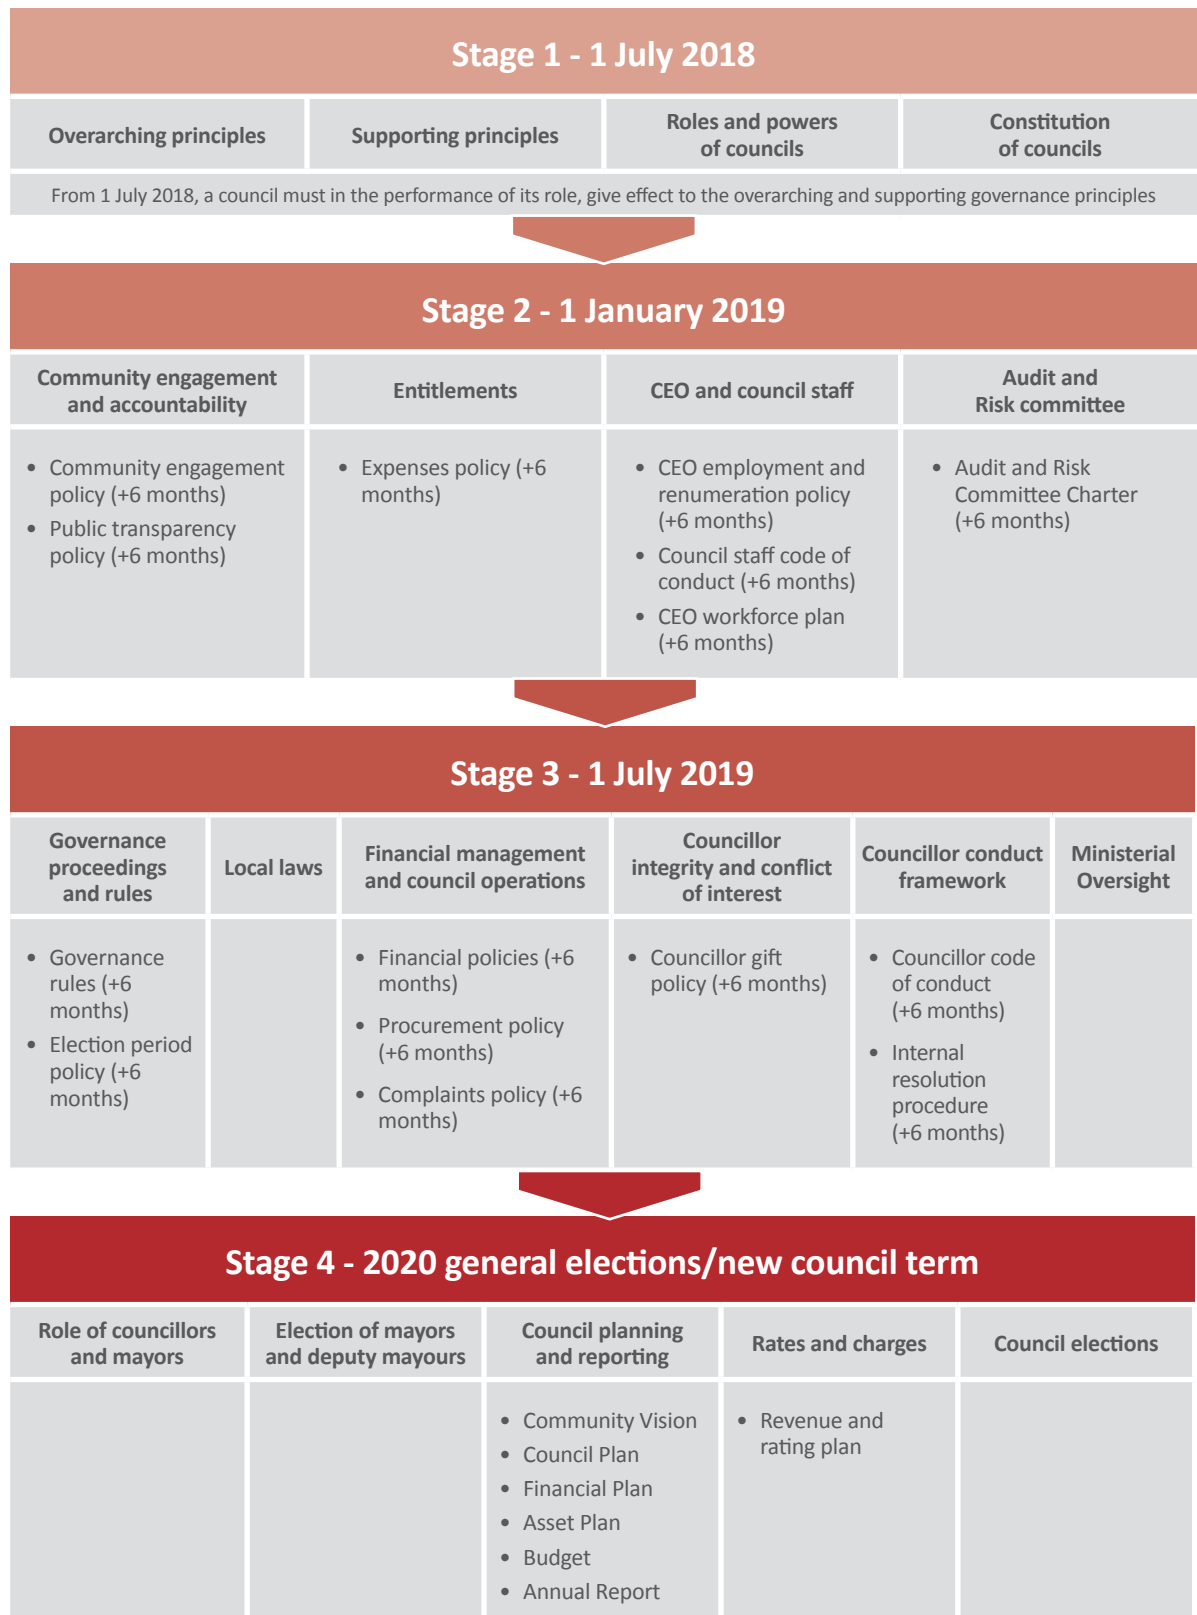 Stage 1 - 1 July 2018
Overarching principles
Supporting principles
Roles and powers
of councils
Constitution
of councils
From 1 July 2018, a council must in the performance of its role, give effect to the overarching and supporting governance principles
Stage 2 - 1 January 2019
Community engagement
and accountability
Entitlements
CEO and council staff
Audit and
Risk committee
• Community engagement
policy (+6 months)
• Public transparency
policy (+6 months)
• Expenses policy (+6
months)
• CEO employment and
renumeration policy
(+6 months)
• Council staff code of
conduct (+6 months)
• CEO workforce plan
(+6 months)
• Audit and Risk
Committee Charter
(+6 months)
Stage 3 - 1 July 2019
Governance
proceedings
and rules
Local laws
Financial management
and council operations
Councillor
integrity and conflict
of interest
Councillor conduct
framework
Ministerial
Oversight
• Governance
rules (+6
months)
• Election period
policy (+6
months)
• Financial policies (+6
months)
• Procurement policy
(+6 months)
• Complaints policy (+6
months)
• Councillor gift
policy (+6 months)
• Councillor code
of conduct
(+6 months)
• Internal
resolution
procedure
(+6 months)
Stage 4 - 2020 general elections/new council term
Role of councillors
and mayors
Election of mayors
and deputy mayours
Council planning
and reporting
Rates and charges
Council elections
• Community Vision
• Council Plan
• Financial Plan
• Asset Plan
• Budget
• Annual Report
• Revenue and
rating plan